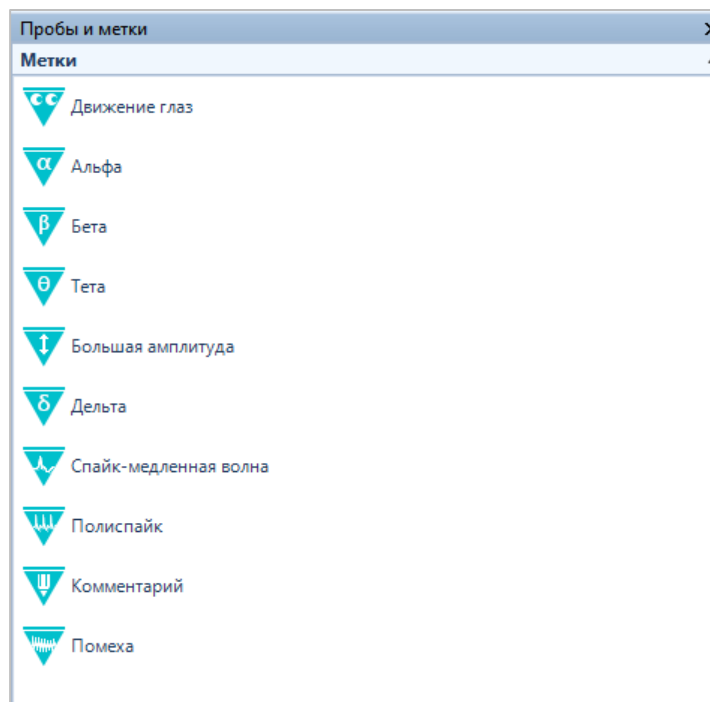 Пробы и метки
Метки
Движение глаз
α Альфа
β Бета
θ Тета
Большая амплитуда
δ Дельта
Спайк-медленная волна
Полиспайк
Комментарий
Помеха